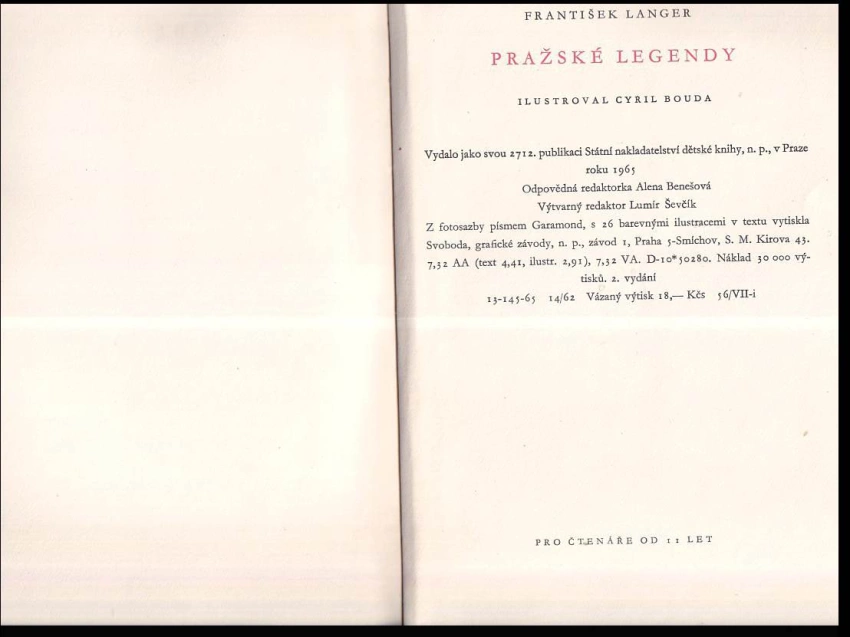 FRANTIŠEK LANGER
PRAŽSKÉ LEGENDY
ILUSTROVAL CYRIL BOUDA
Vydalo jako svou 2712. publikaci Státní nakladatelství dětské knihy, n. p., v Praze
roku 1965
Odpovědná redaktorka Alena Benešová
Výtvarný redaktor Lumír Ševčík
Z fotosazby písmem Garamond, s 26 barevnými ilustracemi v textu vytiskla
Svoboda, grafické závody, n. p., závod 1, Praha 5-Smíchov, S. M. Kirova 43.
7,32 AA (text 4,41, ilustr. 2,91), 7,32 VA. D-10*50280. Náklad 30 000 vý-
tisků. 2. vydání
13-145-65 14/62 Vázaný výtisk 18,— Kčs 56/VII-i
PRO ČTENÁŘE OD 11 LET